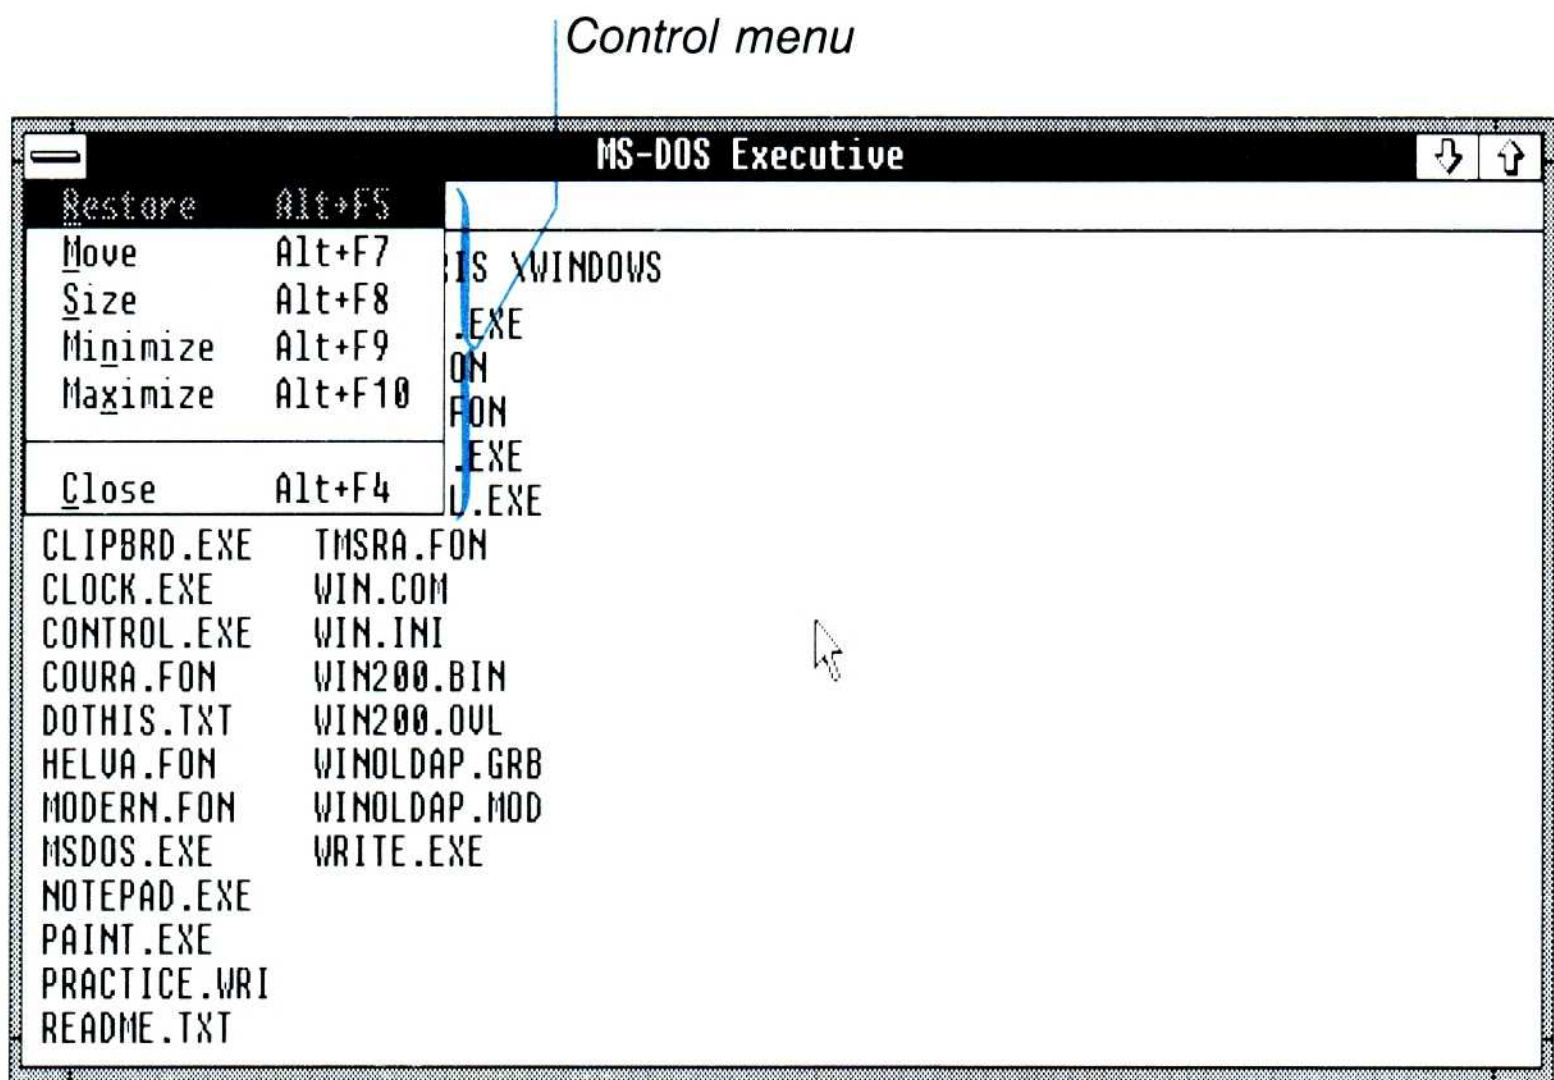 Control menu
MS-DOS Executive
Restore Alt+F5
Move Alt+F7
Size Alt+F8
Minimize Alt+F9
Maximize Alt+F10
Close Alt+F4
IS \WINDOWS
.EXE
ON
FON
.EXE
L.EXE
CLIPBRD.EXE TMSRA.FON
CLOCK.EXE WIN.COM
CONTROL.EXE WIN.INI
COURA.FON WIN200.BIN
DOTHIS.TXT WIN200.OVL
HELVA.FON WINOLDAP.GRB
MODERN.FON WINOLDAP.MOD
MSDOS.EXE WRITE.EXE
NOTEPAD.EXE
PAINT.EXE
PRACTICE.WRI
README.TXT